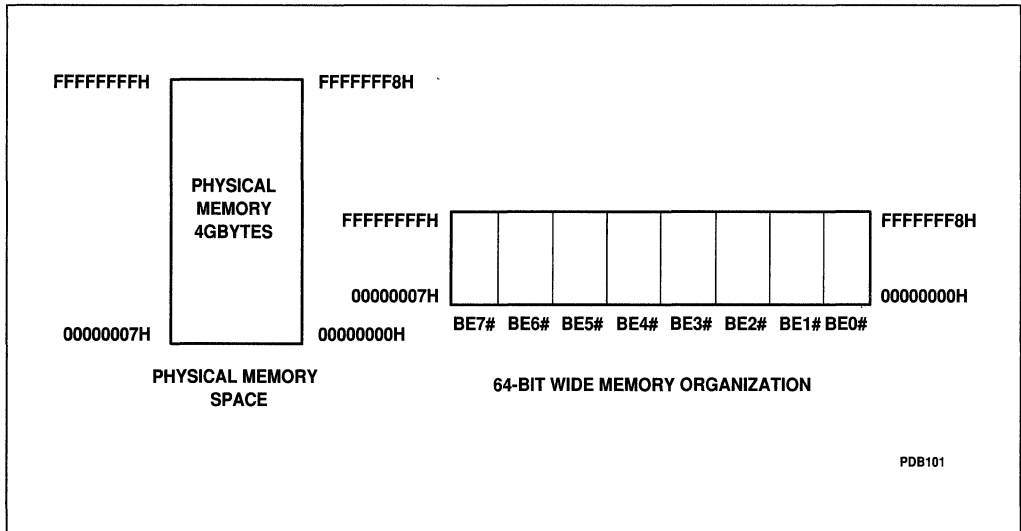 FFFFFFFFH FFFFFFF8H
PHYSICAL
MEMORY
4GBYTES
00000007H 00000000H
PHYSICAL MEMORY
SPACE
FFFFFFFFH FFFFFFF8H
00000007H 00000000H
BE7# BE6# BE5# BE4# BE3# BE2# BE1# BE0#
64-BIT WIDE MEMORY ORGANIZATION
PDB101